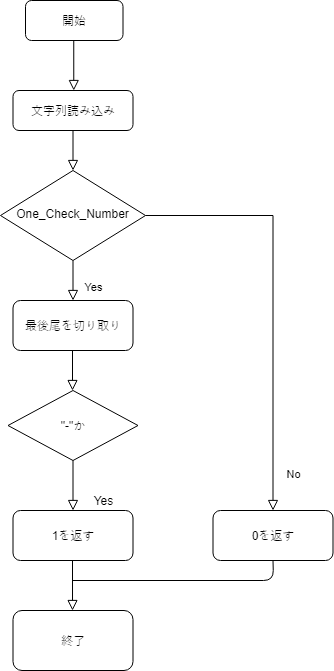 開始
文字列読み込み
One_Check_Number
Yes
最後尾を切り取り
"-"か
No
Yes
1を返す
0を返す
終了